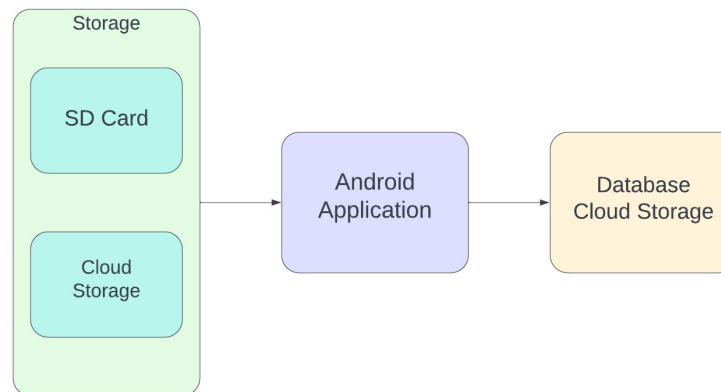 Storage
SD Card
Cloud
Storage
Android
Application
Database
Cloud Storage